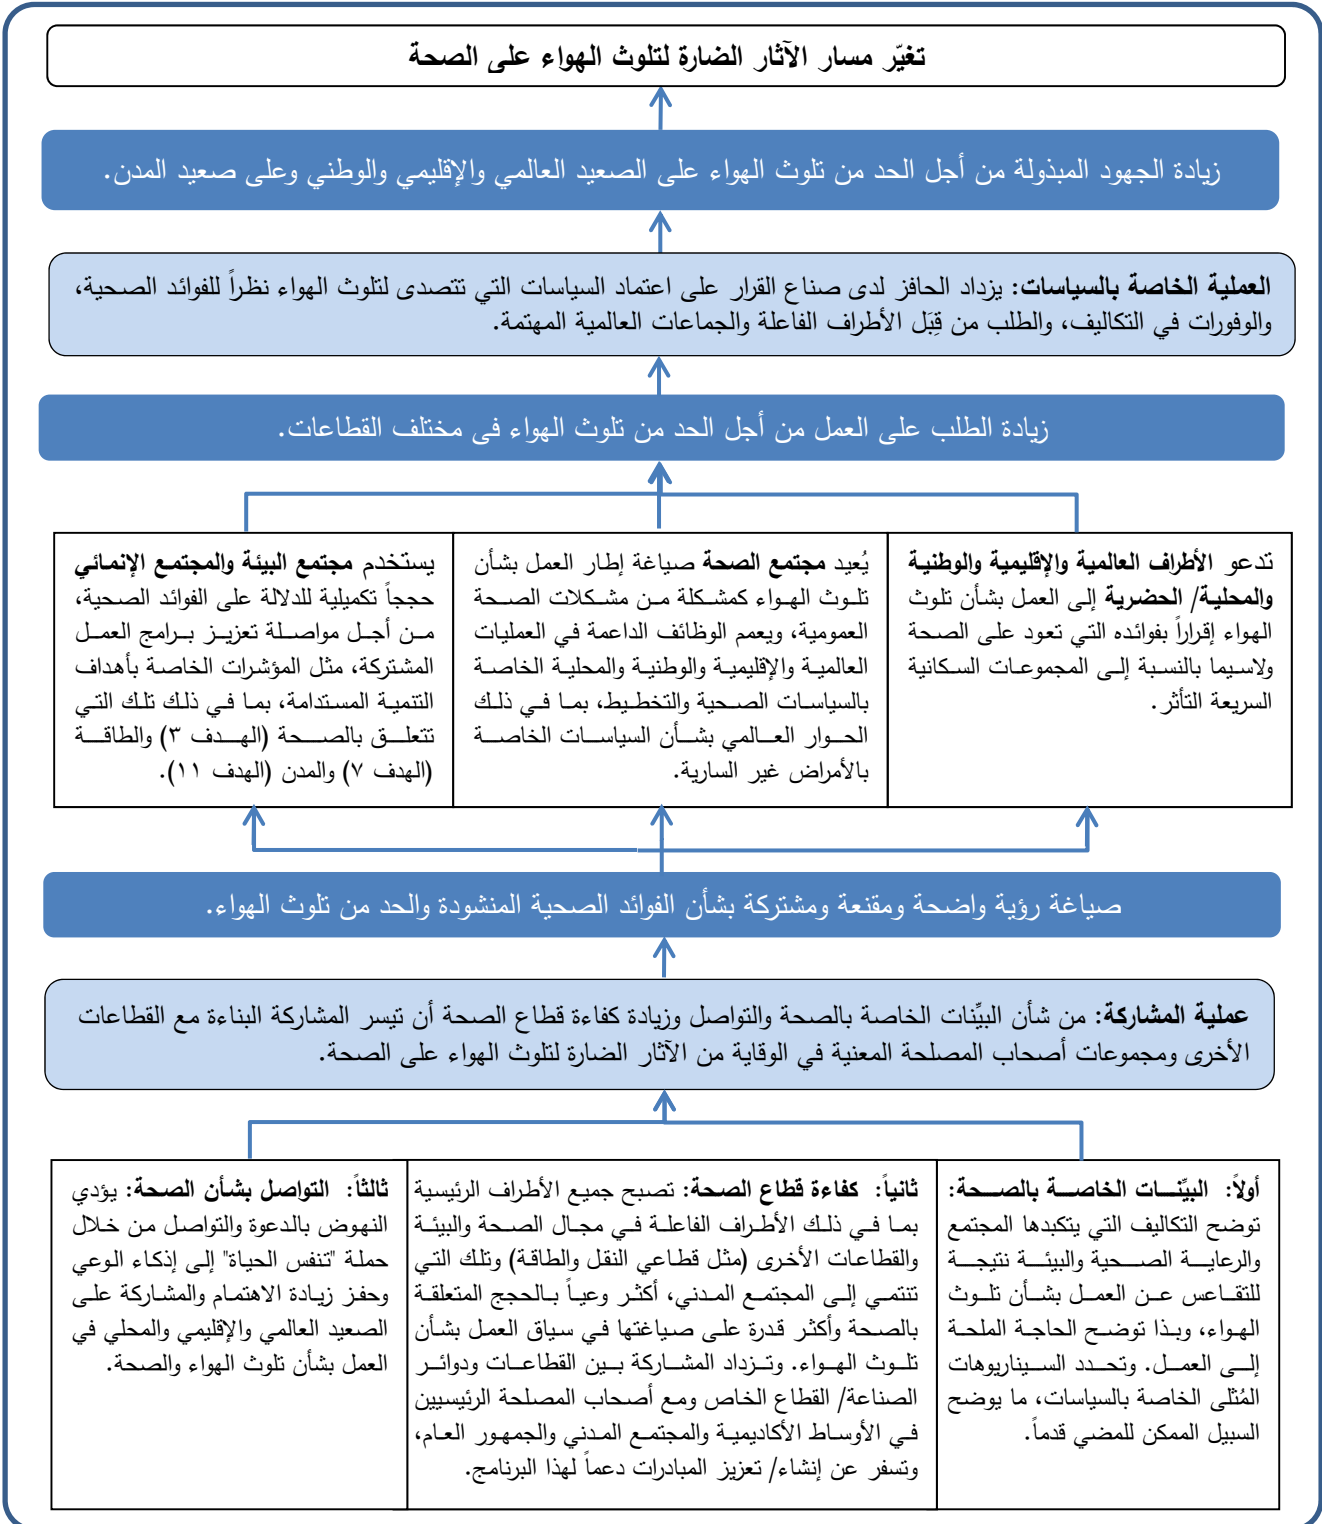 تغيّر مسار الآثار الضارة لتلوث الهواء على الصحة
زيادة الجهود المبذولة من أجل الحد من تلوث الهواء على الصعيد العالمي والإقليمي والوطني وعلى صعيد المدن.
العملية الخاصة بالسياسات: يزداد الحافز لدى صناع القرار على اعتماد السياسات التي تتصدى لتلوث الهواء نظراً للفوائد الصحية،
والوفورات في التكاليف، والطلب من قِبَل الأطراف الفاعلة والجماعات العالمية المهتمة.
زيادة الطلب على العمل من أجل الحد من تلوث الهواء في مختلف القطاعات.
تدعو الأطراف العالمية والإقليمية والوطنية
والمحلية/ الحضرية إلى العمل بشأن تلوث
الهواء إقراراً بفوائده التي تعود على الصحة
ولاسيما بالنسبة إلى المجموعات السكانية
السريعة التأثر.
يُعيد مجتمع الصحة صياغة إطار العمل بشأن
تلوث الهواء كمشكلة من مشكلات الصحة
العمومية، ويعمم الوظائف الداعمة في العمليات
العالمية والإقليمية والوطنية والمحلية الخاصة
بالسياسات الصحية والتخطيط، بما في ذلك
الحوار العالمي بشأن السياسات الخاصة
بالأمراض غير السارية.
يستخدم مجتمع البيئة والمجتمع الإنمائي
حججاً تكميلية للدلالة على الفوائد الصحية،
من أجل مواصلة تعزيز برامج العمل
المشتركة، مثل المؤشرات الخاصة بأهداف
التنمية المستدامة، بما في ذلك تلك التي
تتعلق بالصحة (الهدف ٣) والطاقة
(الهدف ٧) والمدن (الهدف ١١).
صياغة رؤية واضحة ومقنعة ومشتركة بشأن الفوائد الصحية المنشودة والحد من تلوث الهواء.
عملية المشاركة: من شأن البيِّنات الخاصة بالصحة والتواصل وزيادة كفاءة قطاع الصحة أن تيسر المشاركة البناءة مع القطاعات
الأخرى ومجموعات أصحاب المصلحة المعنية في الوقاية من الآثار الضارة لتلوث الهواء على الصحة.
أولاً: البيِّنات الخاصة بالصحة:
توضح التكاليف التي يتكبدها المجتمع
والرعاية الصحية والبيئة نتيجة
للتقاعس عن العمل بشأن تلوث
الهواء، وبذا توضح الحاجة الملحة
إلى العمل. وتحدد السيناريوهات
المُثلى الخاصة بالسياسات، ما يوضح
السبيل الممكن للمضي قدماً.
ثانياً: كفاءة قطاع الصحة: تصبح جميع الأطراف الرئيسية
بما في ذلك الأطراف الفاعلة في مجال الصحة والبيئة
والقطاعات الأخرى (مثل قطاعي النقل والطاقة) وتلك التي
تنتمي إلى المجتمع المدني، أكثر وعياً بالحجج المتعلقة
بالصحة وأكثر قدرة على صياغتها في سياق العمل بشأن
تلوث الهواء. وتزداد المشاركة بين القطاعات ودوائر
الصناعة/ القطاع الخاص ومع أصحاب المصلحة الرئيسيين
في الأوساط الأكاديمية والمجتمع المدني والجمهور العام،
وتسفر عن إنشاء/ تعزيز المبادرات دعماً لهذا البرنامج.
ثالثاً: التواصل بشأن الصحة: يؤدي
النهوض بالدعوة والتواصل من خلال
حملة "تنفس الحياة" إلى إذكاء الوعي
وحفز زيادة الاهتمام والمشاركة على
الصعيد العالمي والإقليمي والمحلي في
العمل بشأن تلوث الهواء والصحة.